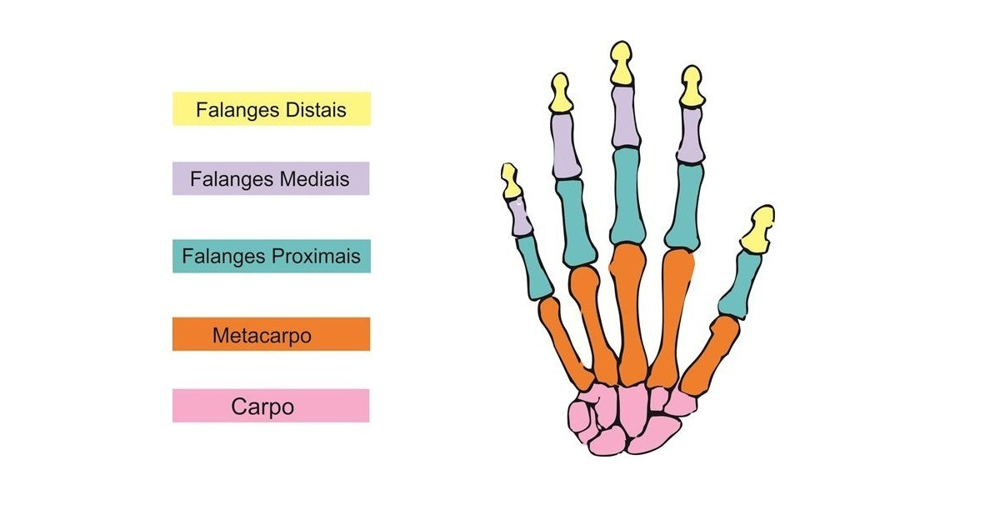 Falanges Distais
Falanges Mediais
Falanges Proximais
Metacarpo
Carpo